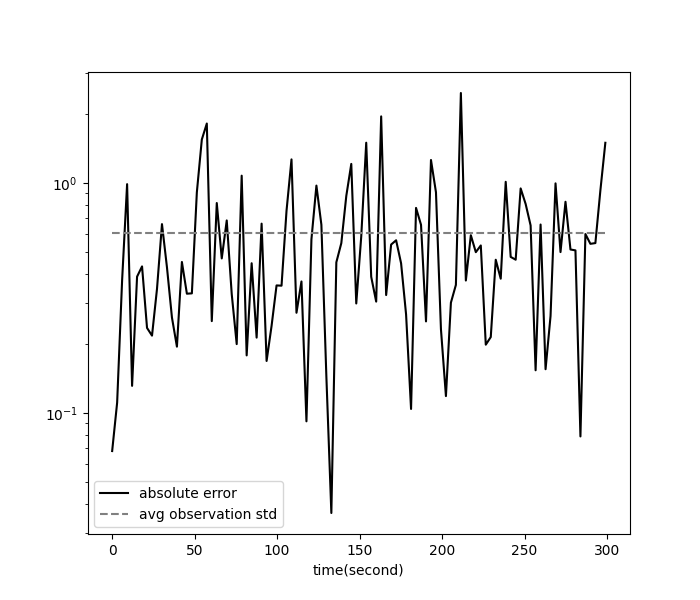 10⁰
10⁻¹
absolute error
avg observation std
0 50 100 150 200 250 300
time(second)